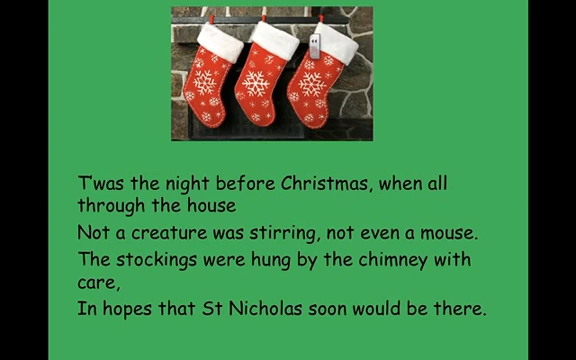 T'was the night before Christmas, when all
through the house
Not a creature was stirring, not even a mouse.
The stockings were hung by the chimney with
care,
In hopes that St Nicholas soon would be there.